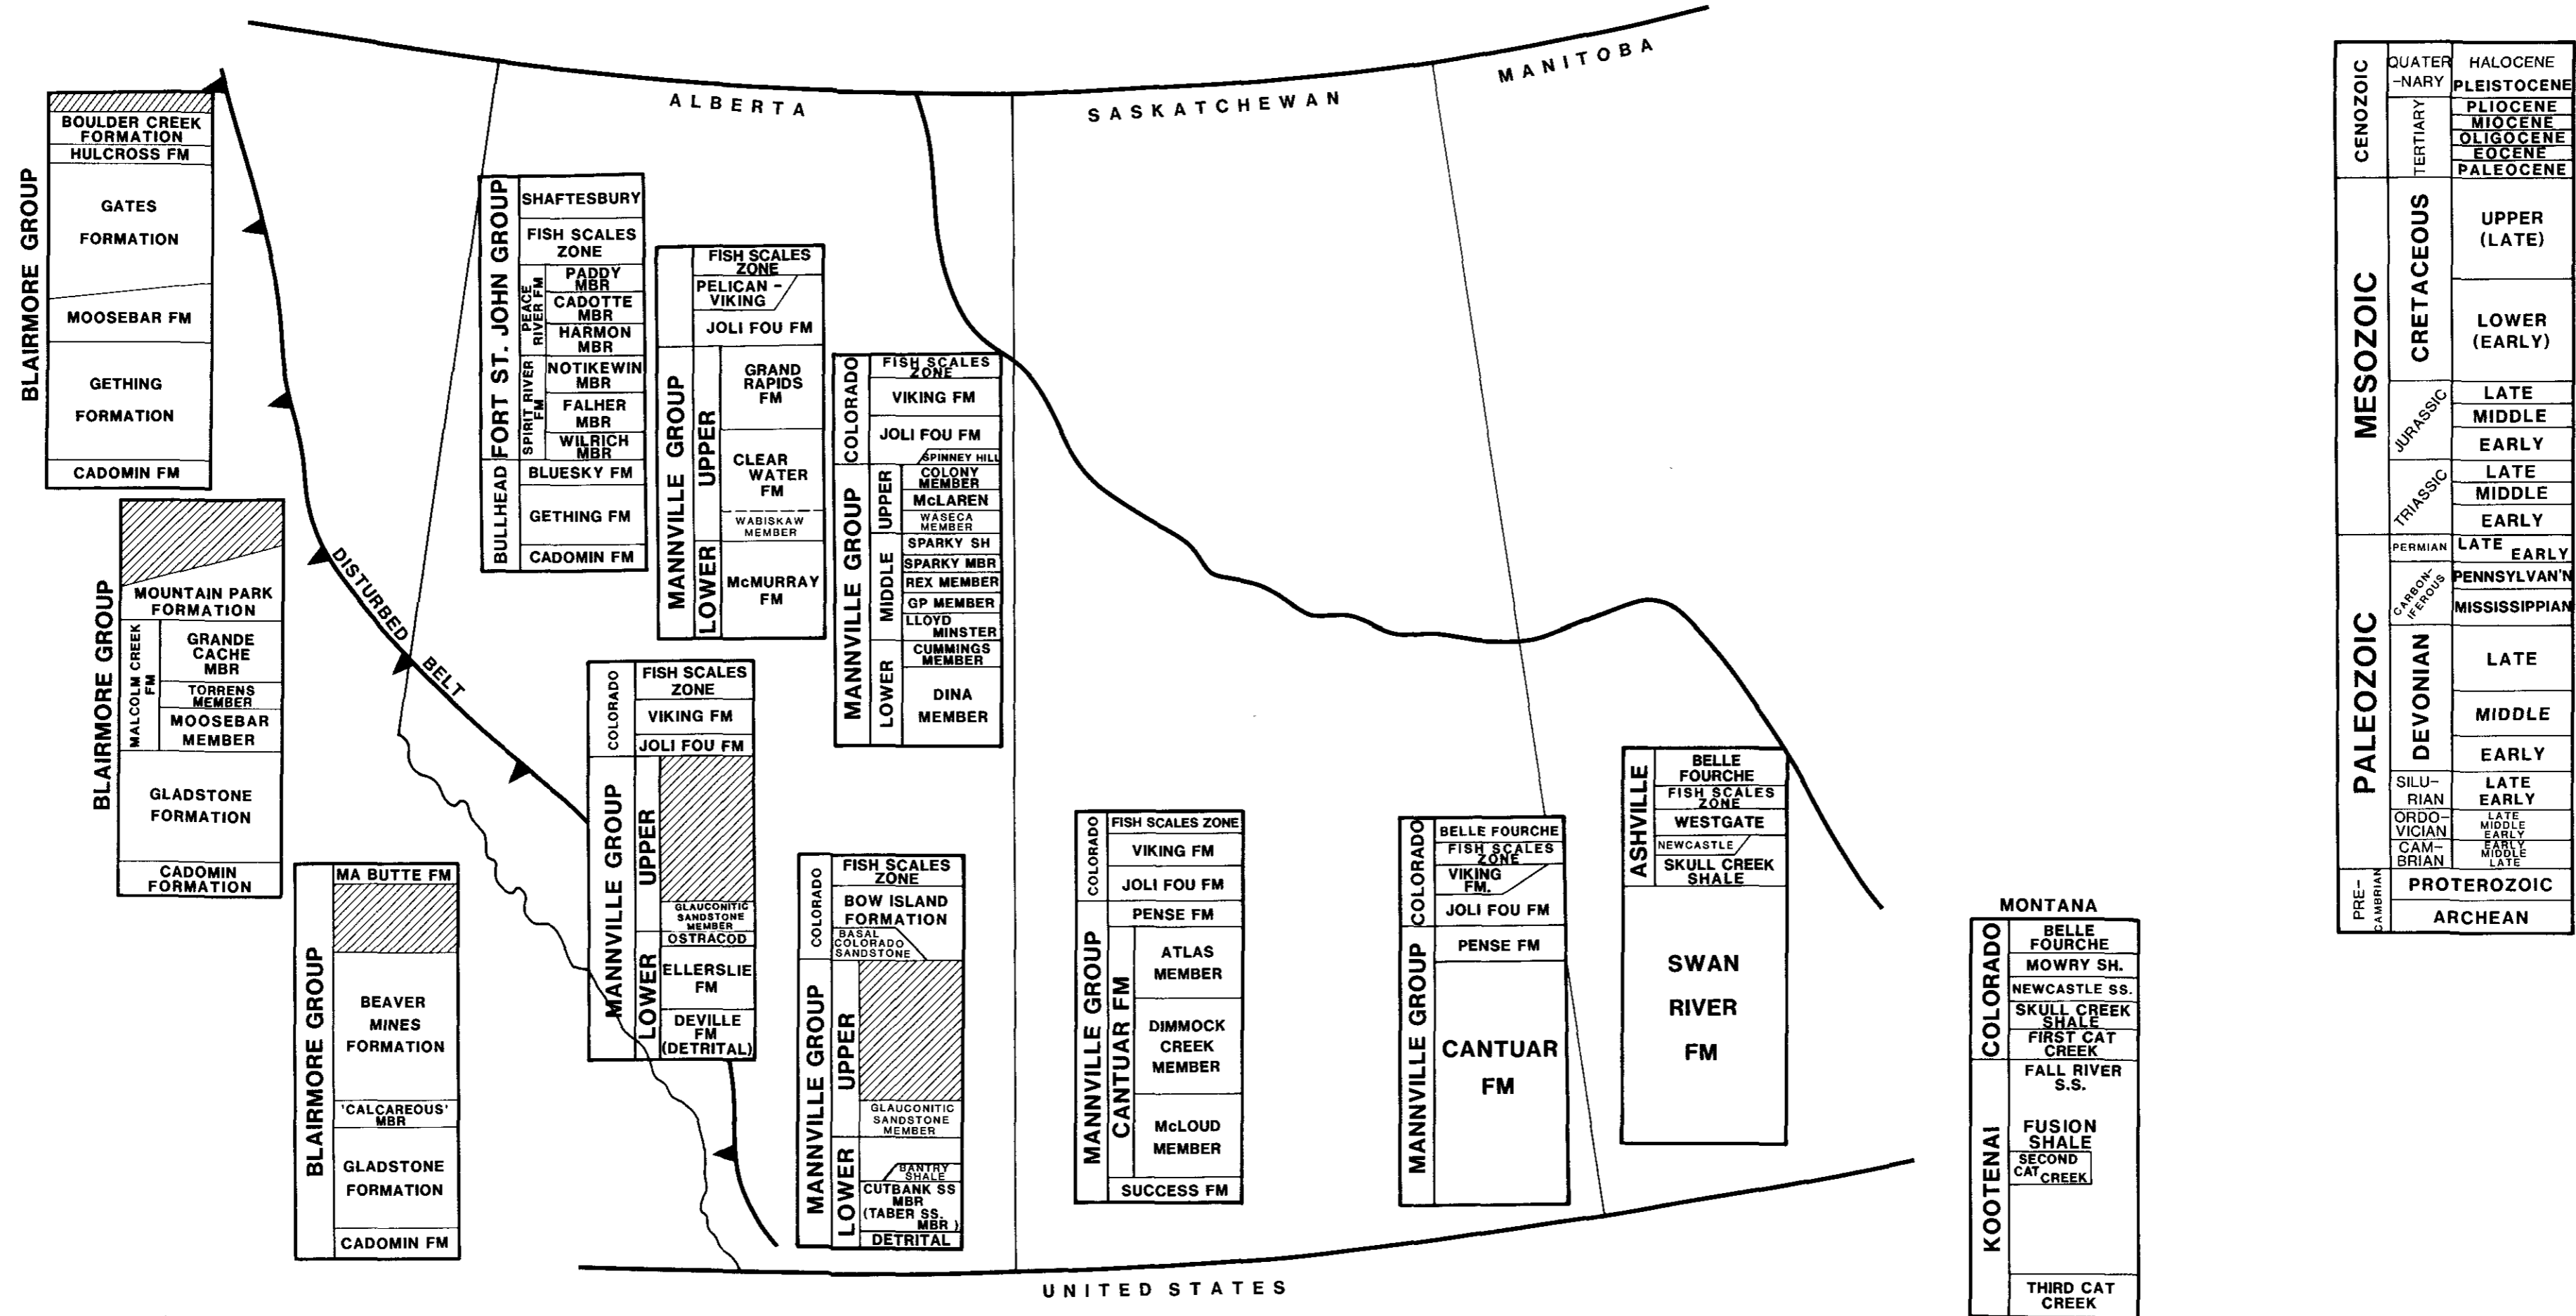 MANITOBA
ALBERTA
SASKATCHEWAN
BLAIRMORE GROUP
BOULDER CREEK
FORMATION
HULCROSS FM
GATES
FORMATION
MOOSEBAR FM
GETHING
FORMATION
CADOMIN FM
BLAIRMORE GROUP
MOUNTAIN PARK
FORMATION
MALCOLM CREEK
FM
GRANDE
CACHE
MBR
TORRENS
MEMBER
MOOSEBAR
MEMBER
GLADSTONE
FORMATION
CADOMIN
FORMATION
BLAIRMORE GROUP
MA BUTTE FM
BEAVER
MINES
FORMATION
'CALCAREOUS'
MBR
GLADSTONE
FORMATION
CADOMIN FM
DISTURBED
BELT
FORT ST. JOHN GROUP
BULLHEAD
SHAFTESBURY
FISH SCALES
ZONE
PEACE
RIVER FM
PADDY
MBR
CADOTTE
MBR
HARMON
MBR
SPIRIT RIVER
FM
NOTIKEWIN
MBR
FALHER
MBR
WILRICH
MBR
BLUESKY FM
GETHING FM
CADOMIN FM
FISH SCALES
ZONE
PELICAN -
VIKING
JOLI FOU FM
MANNVILLE GROUP
UPPER
GRAND
RAPIDS
FM
CLEAR
WATER
FM
WABISKAW
MEMBER
LOWER
McMURRAY
FM
COLORADO
FISH SCALES
ZONE
VIKING FM
JOLI FOU FM
SPINNEY HILL
MANNVILLE GROUP
UPPER
COLONY
MEMBER
McLAREN
WASECA
MEMBER
MIDDLE
SPARKY SH
SPARKY MBR
REX MEMBER
GP MEMBER
LLOYD
MINSTER
LOWER
CUMMINGS
MEMBER
DINA
MEMBER
COLORADO
FISH SCALES
ZONE
VIKING FM
JOLI FOU FM
MANNVILLE GROUP
UPPER
GLAUCONITIC
SANDSTONE
MEMBER
LOWER
OSTRACOD
ELLERSLIE
FM
DEVILLE
FM
(DETRITAL)
COLORADO
FISH SCALES
ZONE
BOW ISLAND
FORMATION
BASAL
COLORADO
SANDSTONE
MANNVILLE GROUP
UPPER
GLAUCONITIC
SANDSTONE
MEMBER
LOWER
BANTRY
SHALE
CUTBANK SS
MBR
(TABER SS.
MBR )
DETRITAL
COLORADO
FISH SCALES ZONE
VIKING FM
JOLI FOU FM
MANNVILLE GROUP
PENSE FM
CANTUAR FM
ATLAS
MEMBER
DIMMOCK
CREEK
MEMBER
McLOUD
MEMBER
SUCCESS FM
COLORADO
BELLE FOURCHE
FISH SCALES
ZONE
VIKING
FM.
JOLI FOU FM
MANNVILLE GROUP
PENSE FM
CANTUAR
FM
ASHVILLE
BELLE
FOURCHE
FISH SCALES
ZONE
WESTGATE
NEWCASTLE
SKULL CREEK
SHALE
SWAN
RIVER
FM
UNITED STATES
MONTANA
COLORADO
BELLE
FOURCHE
MOWRY SH.
NEWCASTLE SS.
SKULL CREEK
SHALE
FIRST CAT
CREEK
KOOTENAI
FALL RIVER
S.S.
FUSION
SHALE
SECOND
CAT CREEK
THIRD CAT
CREEK
CENOZOIC
QUATER
-NARY
HALOCENE
PLEISTOCENE
TERTIARY
PLIOCENE
MIOCENE
OLIGOCENE
EOCENE
PALEOCENE
MESOZOIC
CRETACEOUS
UPPER
(LATE)
LOWER
(EARLY)
JURASSIC
LATE
MIDDLE
EARLY
TRIASSIC
LATE
MIDDLE
EARLY
PALEOZOIC
PERMIAN
LATE
EARLY
CARBON-
IFEROUS
PENNSYLVAN'N
MISSISSIPPIAN
DEVONIAN
LATE
MIDDLE
EARLY
SILU-
RIAN
LATE
EARLY
ORDO-
VICIAN
LATE
MIDDLE
EARLY
CAM-
BRIAN
EARLY
MIDDLE
LATE
PRE-
CAMBRIAN
PROTEROZOIC
ARCHEAN